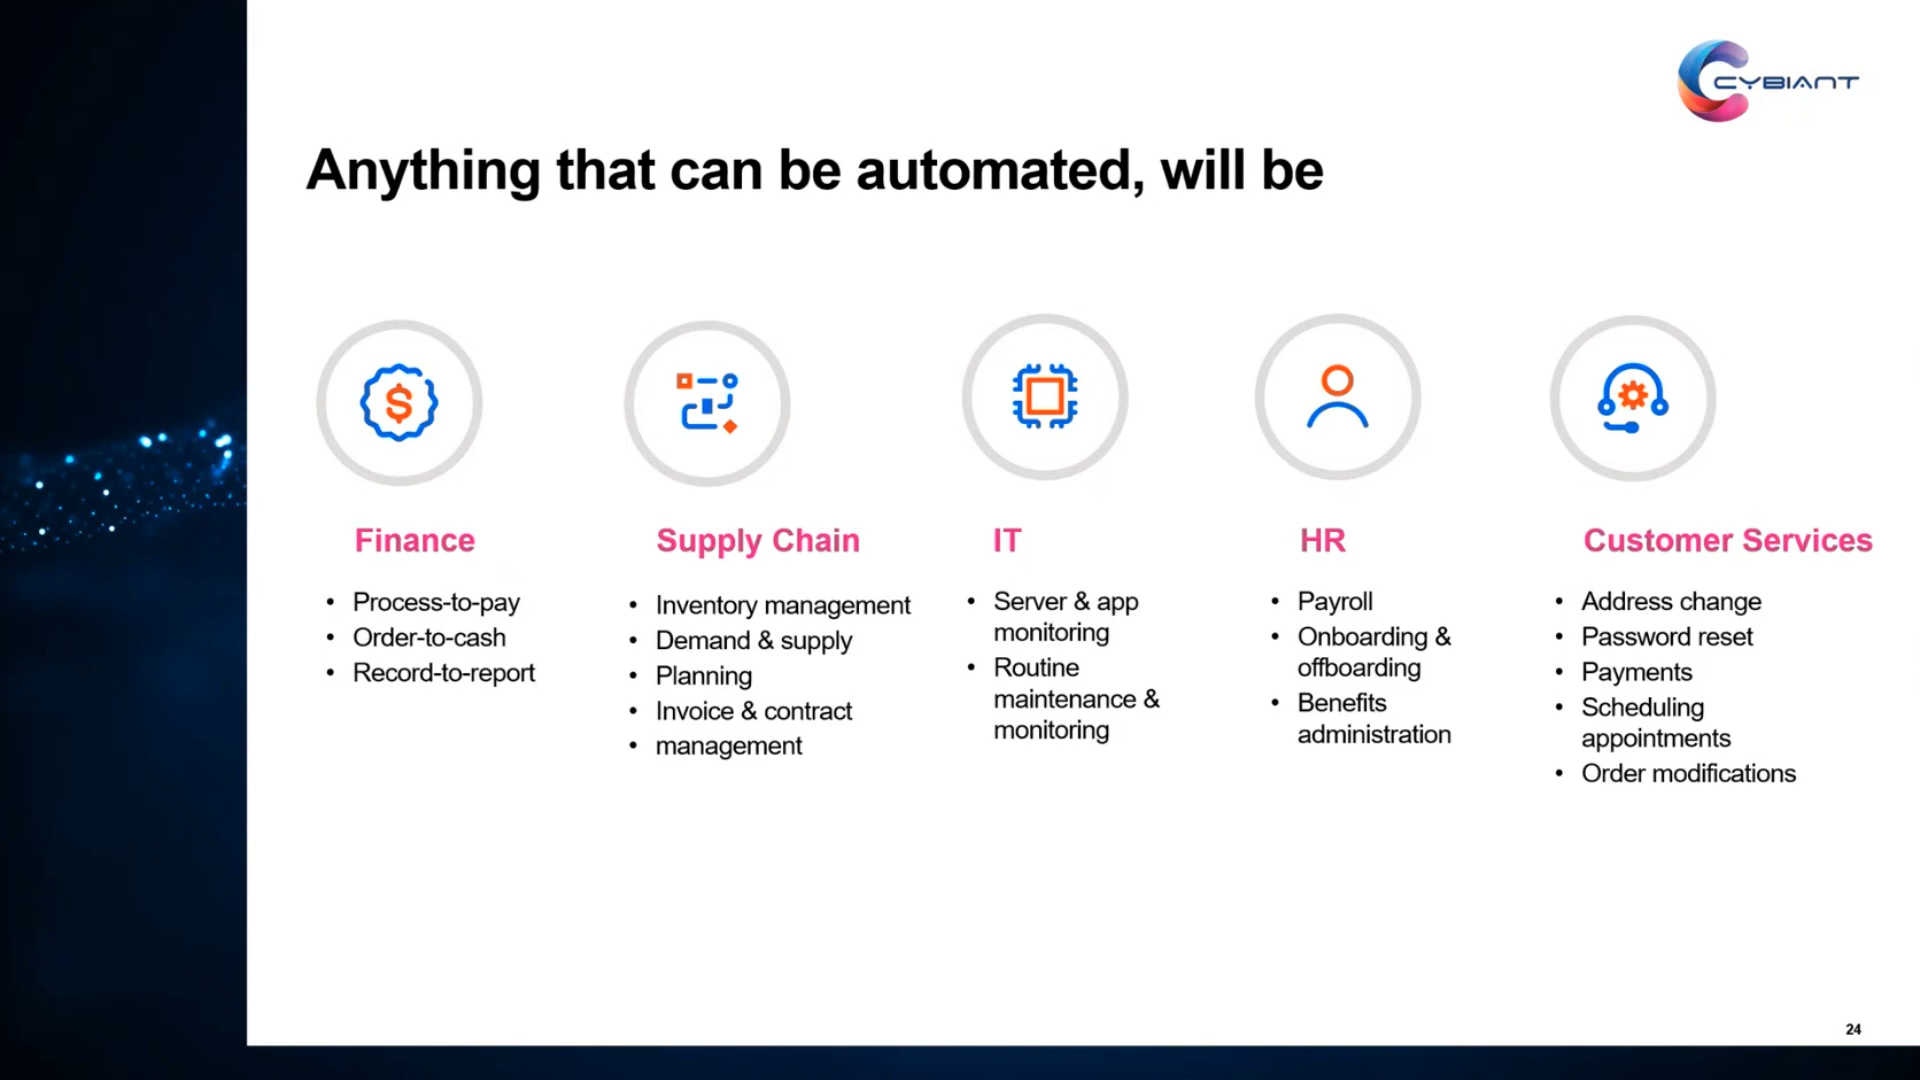 CYBIANT
Anything that can be automated, will be
Finance
• Process-to-pay
• Order-to-cash
• Record-to-report
Supply Chain
• Inventory management
• Demand & supply
• Planning
• Invoice & contract
• management
IT
• Server & app
monitoring
• Routine
maintenance &
monitoring
HR
• Payroll
• Onboarding &
offboarding
• Benefits
administration
Customer Services
• Address change
• Password reset
• Payments
• Scheduling
appointments
• Order modifications
24